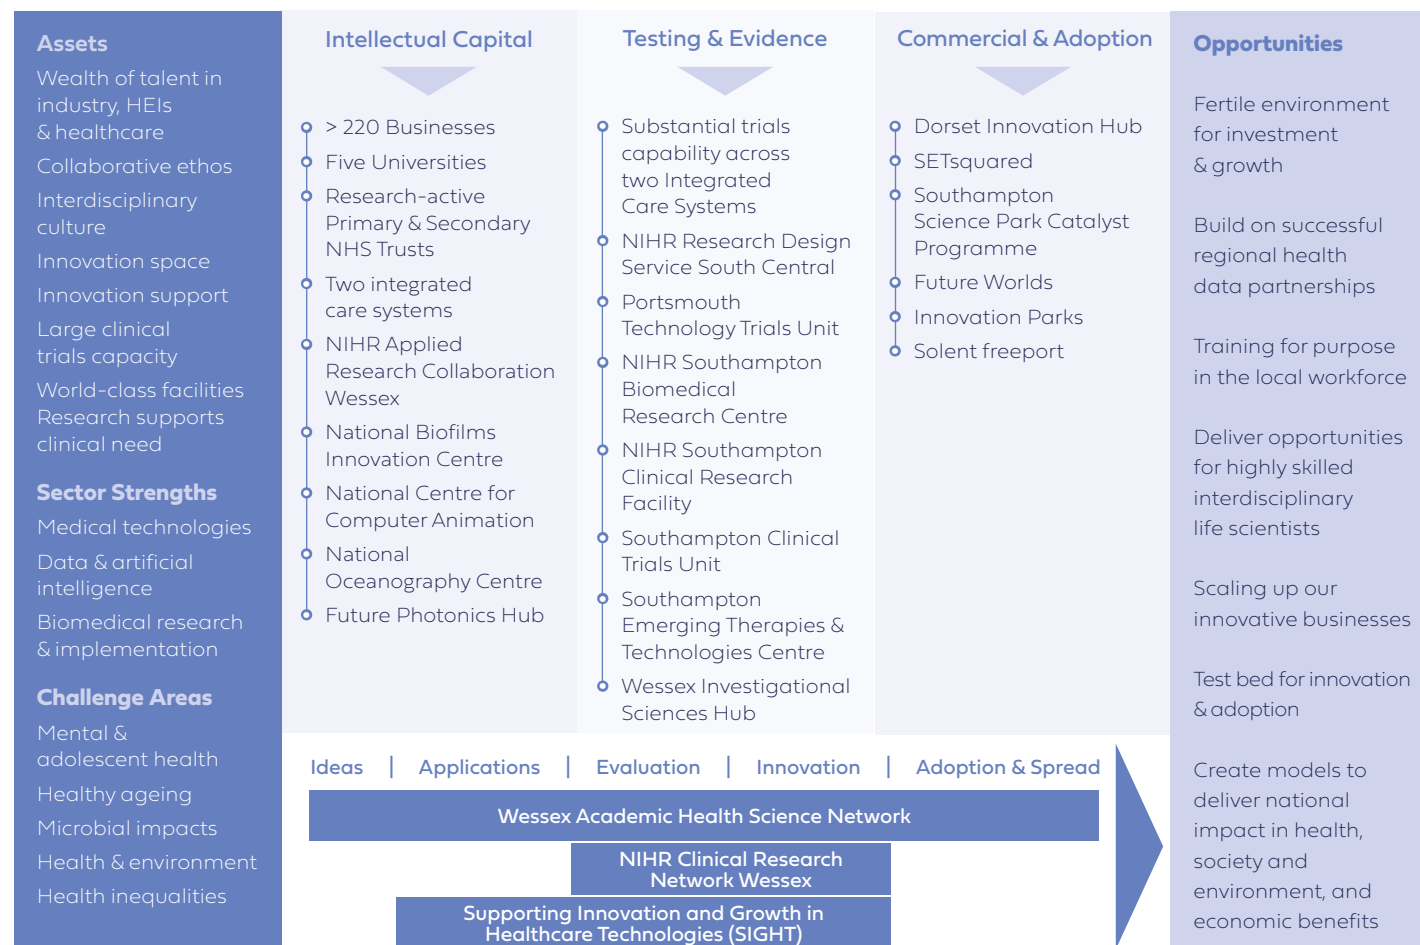 Assets
Wealth of talent in
industry, HEIs
& healthcare
Collaborative ethos
Interdisciplinary
culture
Innovation space
Innovation support
Large clinical
trials capacity
World-class facilities
Research supports
clinical need
Sector Strengths
Medical technologies
Data & artificial
intelligence
Biomedical research
& implementation
Challenge Areas
Mental &
adolescent health
Healthy ageing
Microbial impacts
Health & environment
Health inequalities
Intellectual Capital
> 220 Businesses
Five Universities
Research-active
Primary & Secondary
NHS Trusts
Two integrated
care systems
NIHR Applied
Research Collaboration
Wessex
National Biofilms
Innovation Centre
National Centre for
Computer Animation
National
Oceanography Centre
Future Photonics Hub
Testing & Evidence
Substantial trials
capability across
two Integrated
Care Systems
NIHR Research Design
Service South Central
Portsmouth
Technology Trials Unit
NIHR Southampton
Biomedical
Research Centre
NIHR Southampton
Clinical Research
Facility
Southampton Clinical
Trials Unit
Southampton
Emerging Therapies &
Technologies Centre
Wessex Investigational
Sciences Hub
Commercial & Adoption
Dorset Innovation Hub
SETsquared
Southampton
Science Park Catalyst
Programme
Future Worlds
Innovation Parks
Solent freeport
Ideas | Applications | Evaluation | Innovation | Adoption & Spread
Wessex Academic Health Science Network
NIHR Clinical Research
Network Wessex
Supporting Innovation and Growth in
Healthcare Technologies (SIGHT)
Opportunities
Fertile environment
for investment
& growth
Build on successful
regional health
data partnerships
Training for purpose
in the local workforce
Deliver opportunities
for highly skilled
interdisciplinary
life scientists
Scaling up our
innovative businesses
Test bed for innovation
& adoption
Create models to
deliver national
impact in health,
society and
environment, and
economic benefits